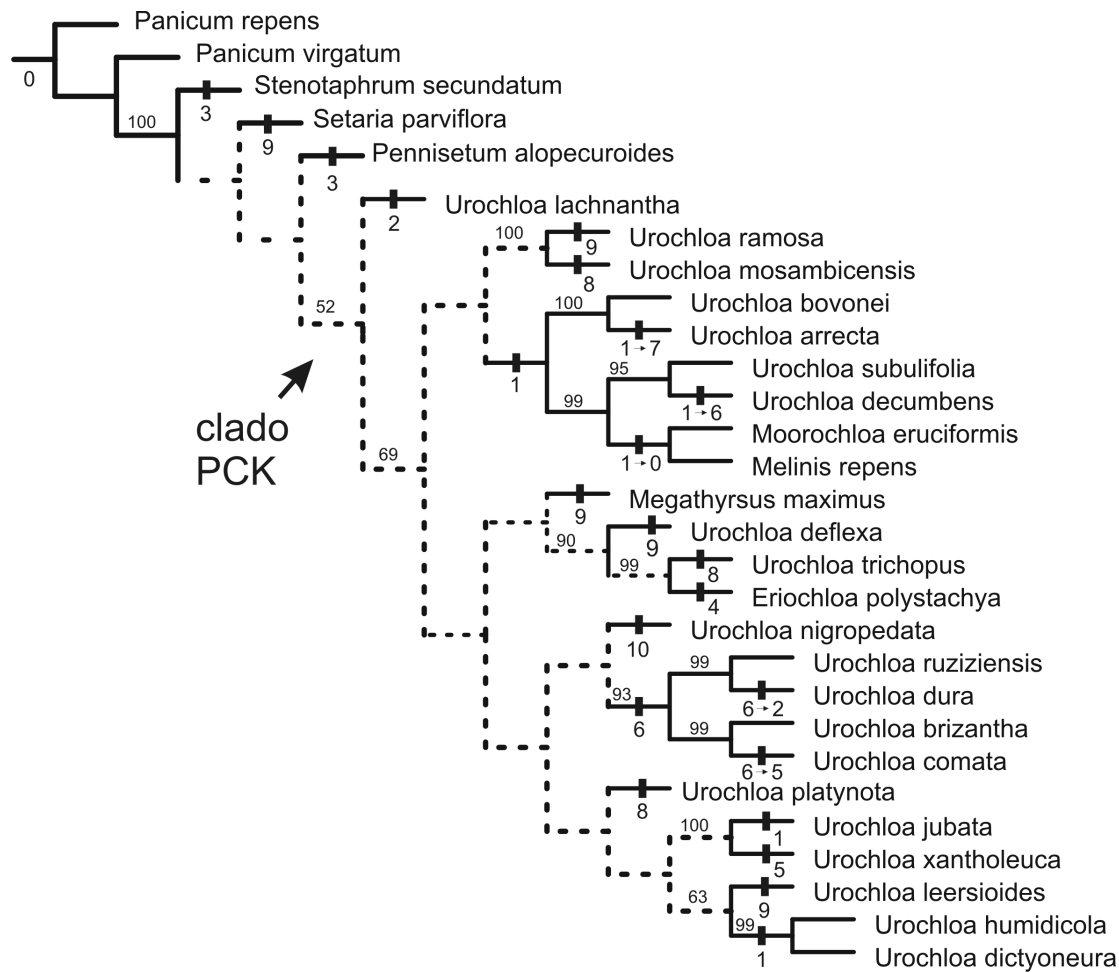 Panicum repens
0
Panicum virgatum
Stenotaphrum secundatum
100
3
Setaria parviflora
9
Pennisetum alopecuroides
3
Urochloa lachnantha
2
100
Urochloa ramosa
9
Urochloa mosambicensis
8
52
100
Urochloa bovonei
Urochloa arrecta
1→7
1
95
Urochloa subulifolia
99
Urochloa decumbens
1→6
Moorochloa eruciformis
1→0
Melinis repens
clado
PCK
69
Megathyrsus maximus
9
90
Urochloa deflexa
9
99
Urochloa trichopus
8
Eriochloa polystachya
4
Urochloa nigropedata
10
99
Urochloa ruziziensis
93
Urochloa dura
6→2
6
99
Urochloa brizantha
Urochloa comata
6→5
Urochloa platynota
8
100
Urochloa jubata
1
Urochloa xantholeuca
5
63
Urochloa leersioides
9
99
Urochloa humidicola
1
Urochloa dictyoneura